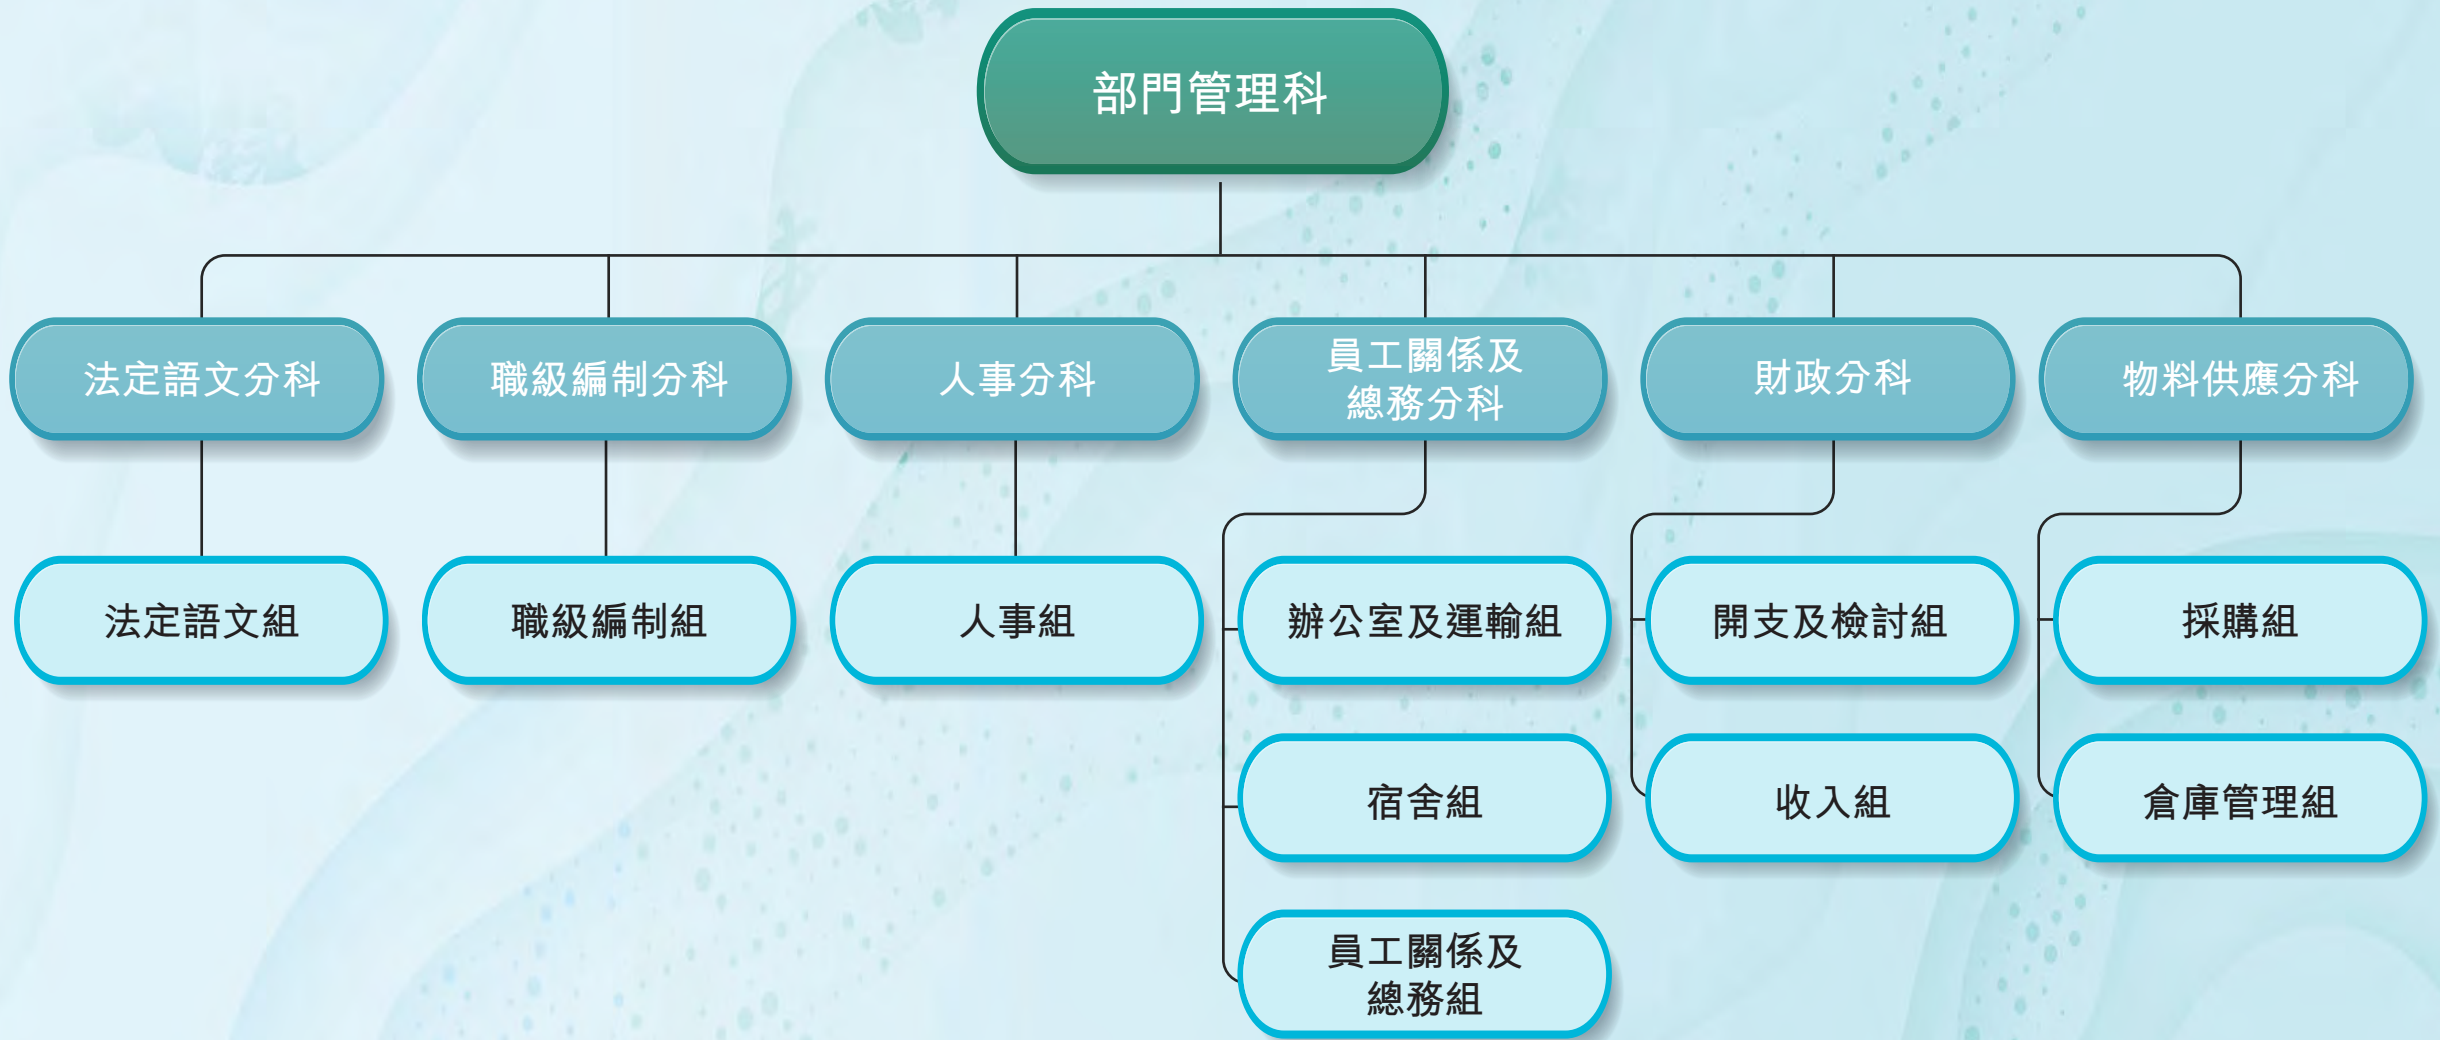 部門管理科
法定語文分科
職級編制分科
人事分科
員工關係及
總務分科
財政分科
物料供應分科
法定語文組
職級編制組
人事組
辦公室及運輸組
開支及檢討組
採購組
宿舍組
收入組
倉庫管理組
員工關係及
總務組